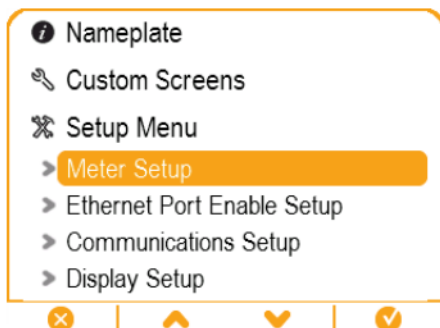 Nameplate
Custom Screens
Setup Menu
Meter Setup
Ethernet Port Enable Setup
Communications Setup
Display Setup